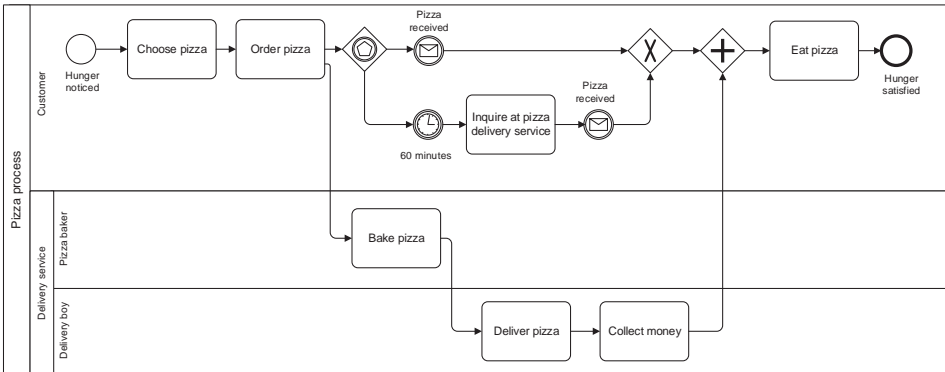 Pizza process
Customer
Hunger
noticed
Choose pizza
Order pizza
Pizza
received
60 minutes
Inquire at pizza
delivery service
Pizza
received
Eat pizza
Hunger
satisfied
Delivery service
Pizza baker
Bake pizza
Delivery boy
Deliver pizza
Collect money